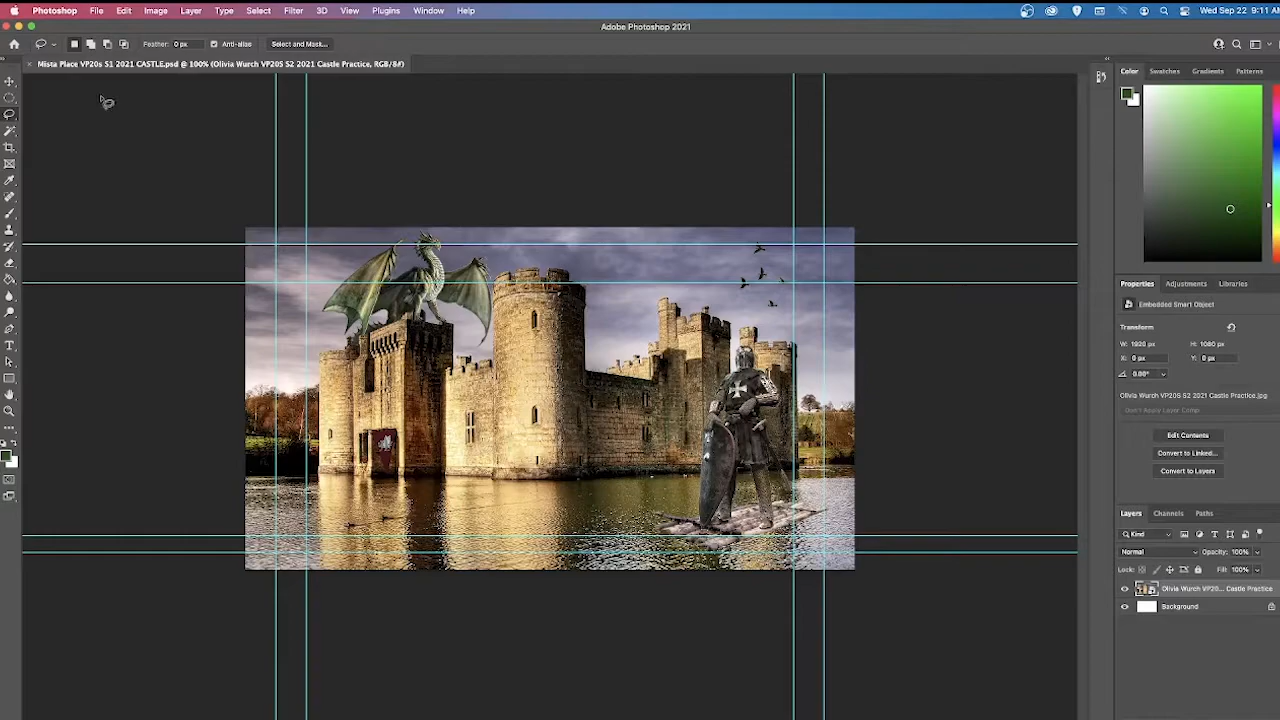 Photoshop File Edit Image Layer Type Select Filter 3D View Plugins Window Help Wed Sep 22 9:11 AM
Adobe Photoshop 2021
Feather: 0 px Anti-alias Select and Mask...
Mista Place VP20s S1 2021 CASTLE.psd @ 100% (Olivia Wurch VP20S S2 2021 Castle Practice, RGB/8#)
Color Swatches Gradients Patterns
Properties Adjustments Libraries
Embedded Smart Object
Transform
W: 1920 px H: 1080 px
X: 0 px Y: 0 px
0.00°
Olivia Wurch VP20S S2 2021 Castle Practice.jpg
Don't Apply Layer Comp
Edit Contents
Convert to Linked...
Convert to Layers
Layers Channels Paths
Kind
Normal Opacity: 100%
Lock: Fill: 100%
Olivia Wurch VP20... Castle Practice
Background